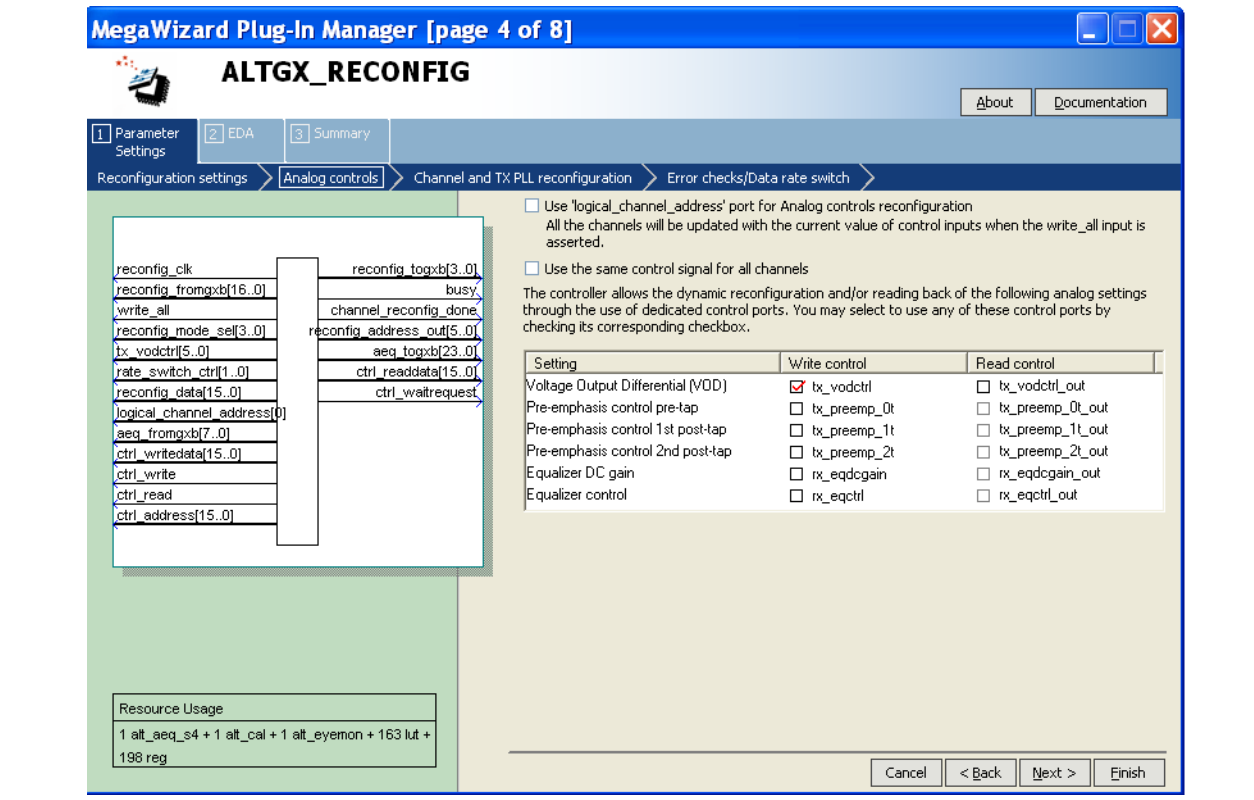 MegaWizard Plug-In Manager [page 4 of 8]
ALTGX_RECONFIG
About
Documentation
1 Parameter Settings
2 EDA
3 Summary
Reconfiguration settings
Analog controls
Channel and TX PLL reconfiguration
Error checks/Data rate switch
reconfig_clk
reconfig_fromgxb[16..0]
write_all
reconfig_mode_sel[3..0]
tx_vodctrl[5..0]
rate_switch_ctrl[1..0]
reconfig_data[15..0]
logical_channel_address[0]
aeq_fromgxb[7..0]
ctrl_writedata[15..0]
ctrl_write
ctrl_read
ctrl_address[15..0]
reconfig_togxb[3..0]
busy
channel_reconfig_done
reconfig_address_out[5..0]
aeq_togxb[23..0]
ctrl_readdata[15..0]
ctrl_waitrequest
Resource Usage
1 alt_aeq_s4 + 1 alt_cal + 1 alt_eyemon + 163 lut +
198 reg
Use 'logical_channel_address' port for Analog controls reconfiguration
All the channels will be updated with the current value of control inputs when the write_all input is
asserted.
Use the same control signal for all channels
The controller allows the dynamic reconfiguration and/or reading back of the following analog settings
through the use of dedicated control ports. You may select to use any of these control ports by
checking its corresponding checkbox.
Setting Write control Read control
Voltage Output Differential (VOD) tx_vodctrl tx_vodctrl_out
Pre-emphasis control pre-tap tx_preemp_0t tx_preemp_0t_out
Pre-emphasis control 1st post-tap tx_preemp_1t tx_preemp_1t_out
Pre-emphasis control 2nd post-tap tx_preemp_2t tx_preemp_2t_out
Equalizer DC gain rx_eqdcgain rx_eqdcgain_out
Equalizer control rx_eqctrl rx_eqctrl_out
Cancel
< Back
Next >
Finish